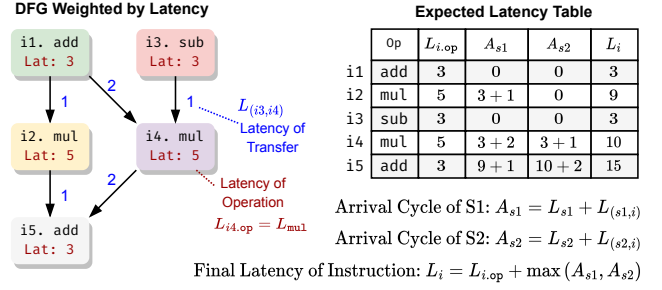 DFG Weighted by Latency
i1. add
Lat: 3
i3. sub
Lat: 3
1
2
1
L(i3,i4)
Latency of
Transfer
i2. mul
Lat: 5
i4. mul
Lat: 5
1
2
Latency of
Operation
Li4.op = Lmul
i5. add
Lat: 3
Expected Latency Table
Op Li.op As1 As2 Li
i1 add 3 0 0 3
i2 mul 5 3 + 1 0 9
i3 sub 3 0 0 3
i4 mul 5 3 + 2 3 + 1 10
i5 add 3 9 + 1 10 + 2 15
Arrival Cycle of S1: As1 = Ls1 + L(s1,i)
Arrival Cycle of S2: As2 = Ls2 + L(s2,i)
Final Latency of Instruction: Li = Li.op + max (As1, As2)